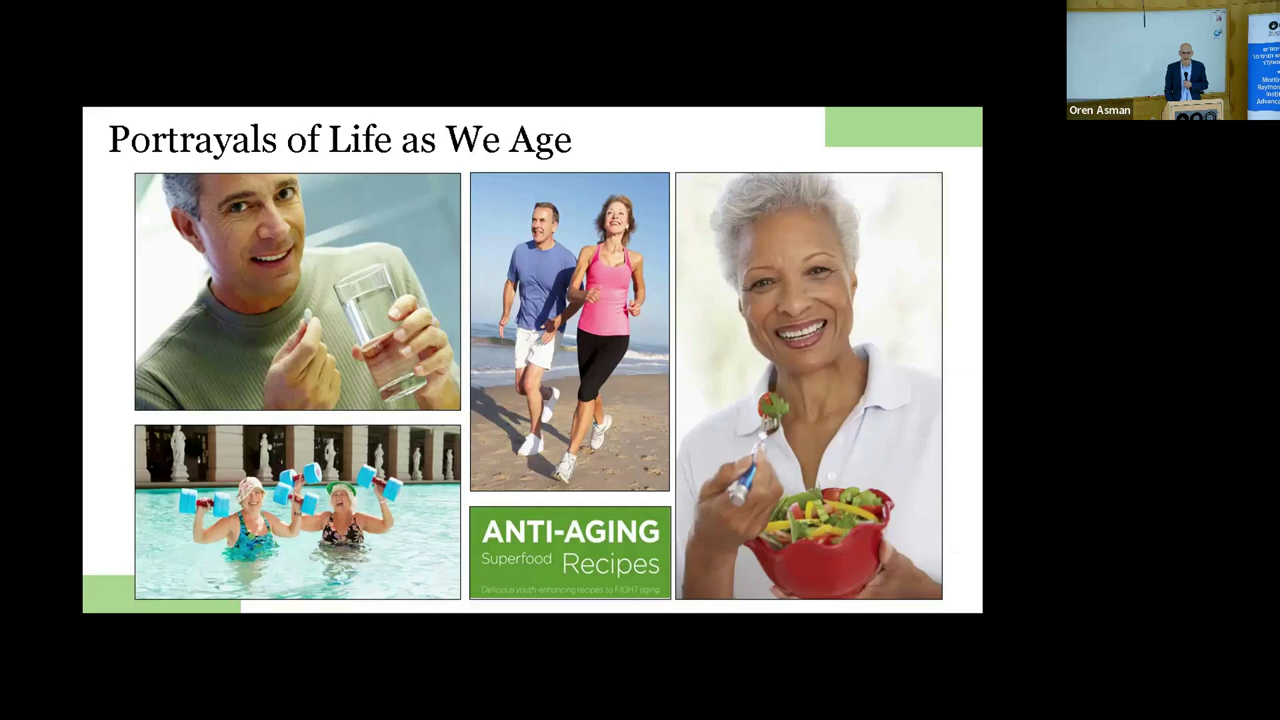 Portrayals of Life as We Age
ANTI-AGING
Superfood Recipes
Delicious youth-enhancing recipes to FIGHT aging
Oren Asman
Advance